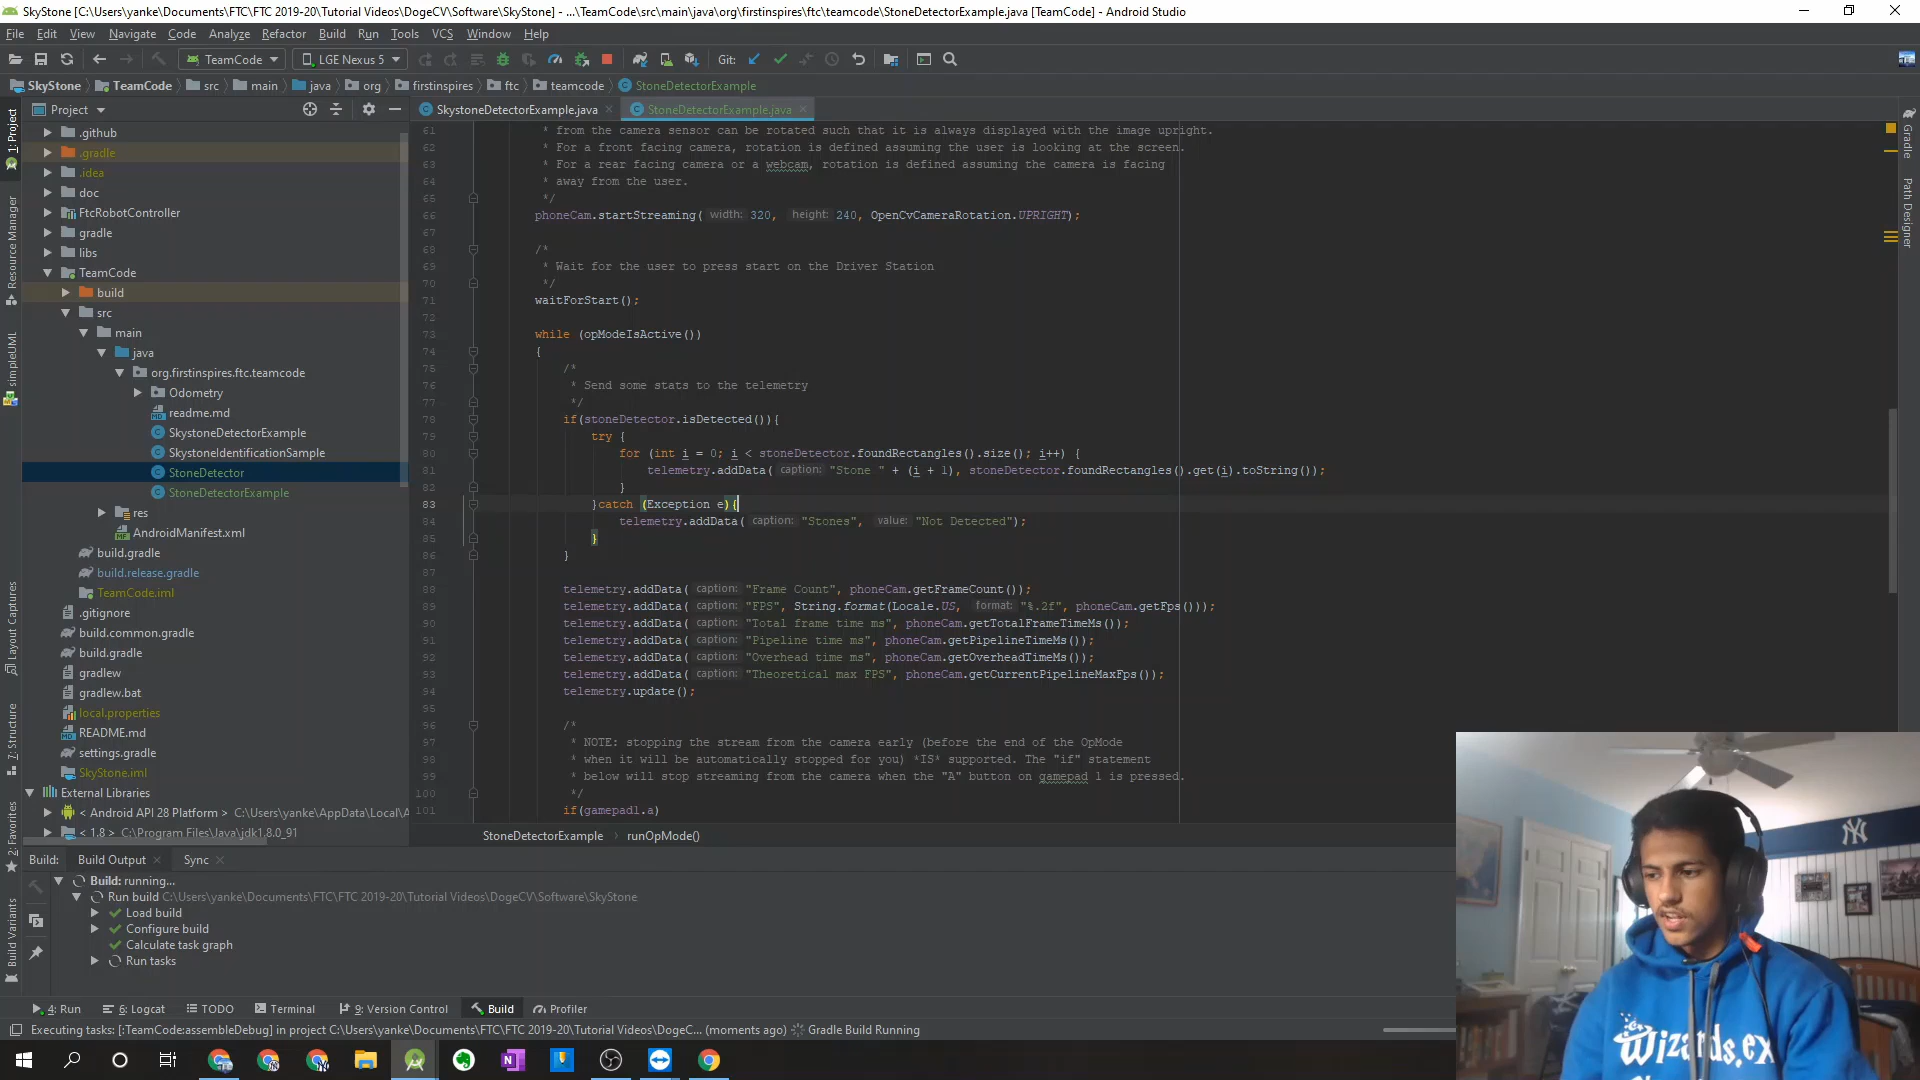 SkyStone [C:\Users\yanke\Documents\FTC\FTC 2019-20\Tutorial Videos\DogeCV\Software\SkyStone] - ...\TeamCode\src\main\java\org\firstinspires\ftc\teamcode\StoneDetectorExample.java [TeamCode] - Android Studio
File Edit View Navigate Code Analyze Refactor Build Run Tools VCS Window Help
TeamCode LGE Nexus 5 Git:
SkyStone TeamCode src main java org firstinspires ftc teamcode StoneDetectorExample
Project SkystoneDetectorExample.java StoneDetectorExample.java
1: Project
Resource Manager
simpleUML
Layout Captures
7: Structure
2: Favorites
Build Variants
.github
.gradle
.idea
doc
FtcRobotController
gradle
libs
TeamCode
build
src
main
java
org.firstinspires.ftc.teamcode
Odometry
readme.md
SkystoneDetectorExample
SkystoneIdentificationSample
StoneDetector
StoneDetectorExample
res
AndroidManifest.xml
build.gradle
build.release.gradle
TeamCode.iml
.gitignore
build.common.gradle
build.gradle
gradlew
gradlew.bat
local.properties
README.md
settings.gradle
SkyStone.iml
External Libraries
< Android API 28 Platform > C:\Users\yanke\AppData\Local\A
< 1.8 > C:\Program Files\Java\jdk1.8.0_91
61 * from the camera sensor can be rotated such that it is always displayed with the image upright.
62 * For a front facing camera, rotation is defined assuming the user is looking at the screen.
63 * For a rear facing camera or a webcam, rotation is defined assuming the camera is facing
64 * away from the user.
65 */
66 phoneCam.startStreaming( width: 320, height: 240, OpenCvCameraRotation.UPRIGHT);
67
68 /*
69 * Wait for the user to press start on the Driver Station
70 */
71 waitForStart();
72
73 while (opModeIsActive())
74 {
75 /*
76 * Send some stats to the telemetry
77 */
78 if(stoneDetector.isDetected()){
79 try {
80 for (int i = 0; i < stoneDetector.foundRectangles().size(); i++) {
81 telemetry.addData( caption: "Stone " + (i + 1), stoneDetector.foundRectangles().get(i).toString());
82 }
83 }catch (Exception e){
84 telemetry.addData( caption: "Stones", value: "Not Detected");
85 }
86 }
87
88 telemetry.addData( caption: "Frame Count", phoneCam.getFrameCount());
89 telemetry.addData( caption: "FPS", String.format(Locale.US, format: "%.2f", phoneCam.getFps()));
90 telemetry.addData( caption: "Total frame time ms", phoneCam.getTotalFrameTimeMs());
91 telemetry.addData( caption: "Pipeline time ms", phoneCam.getPipelineTimeMs());
92 telemetry.addData( caption: "Overhead time ms", phoneCam.getOverheadTimeMs());
93 telemetry.addData( caption: "Theoretical max FPS", phoneCam.getCurrentPipelineMaxFps());
94 telemetry.update();
95
96 /*
97 * NOTE: stopping the stream from the camera early (before the end of the OpMode
98 * when it will be automatically stopped for you) *IS* supported. The "if" statement
99 * below will stop streaming from the camera when the "A" button on gamepad 1 is pressed.
100 */
101 if(gamepad1.a)
StoneDetectorExample runOpMode()
Gradle
Path Designer
Build: Build Output Sync
Build: running...
Run build C:\Users\yanke\Documents\FTC\FTC 2019-20\Tutorial Videos\DogeCV\Software\SkyStone
Load build
Configure build
Calculate task graph
Run tasks
4: Run 6: Logcat TODO Terminal 9: Version Control Build Profiler
Executing tasks: [:TeamCode:assembleDebug] in project C:\Users\yanke\Documents\FTC\FTC 2019-20\Tutorial Videos\DogeC... (moments ago) Gradle Build Running
Wizards.ex